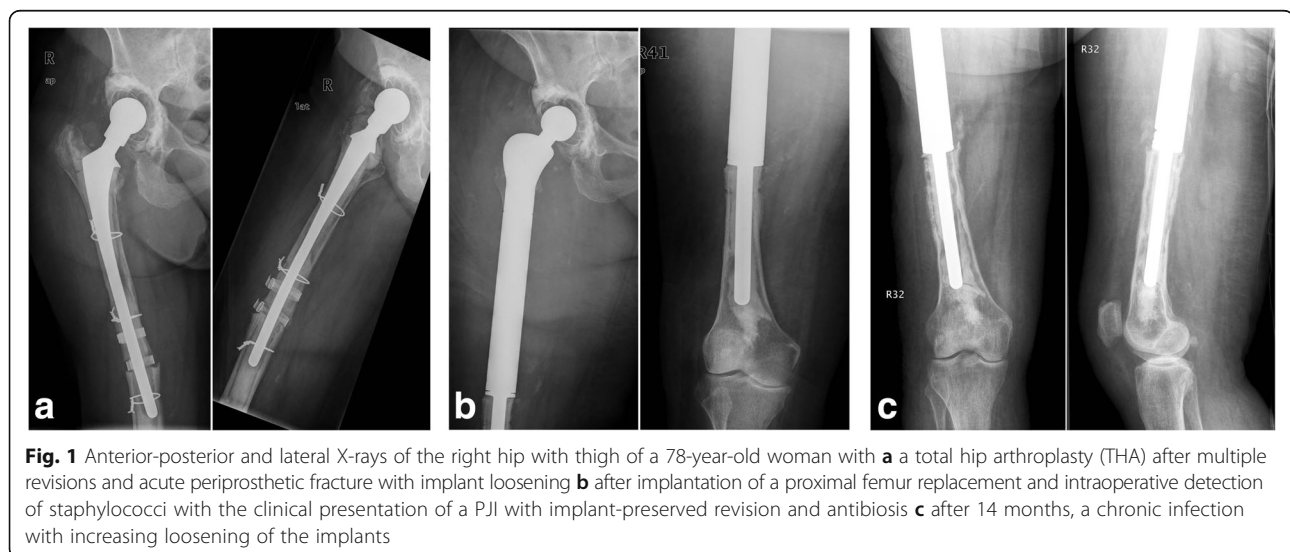 R
ap
R
lat
R41
R32
R32
a
b
c
Fig. 1 Anterior-posterior and lateral X-rays of the right hip with thigh of a 78-year-old woman with a a total hip arthroplasty (THA) after multiple
revisions and acute periprosthetic fracture with implant loosening b after implantation of a proximal femur replacement and intraoperative detection
of staphylococci with the clinical presentation of a PJI with implant-preserved revision and antibiosis c after 14 months, a chronic infection
with increasing loosening of the implants